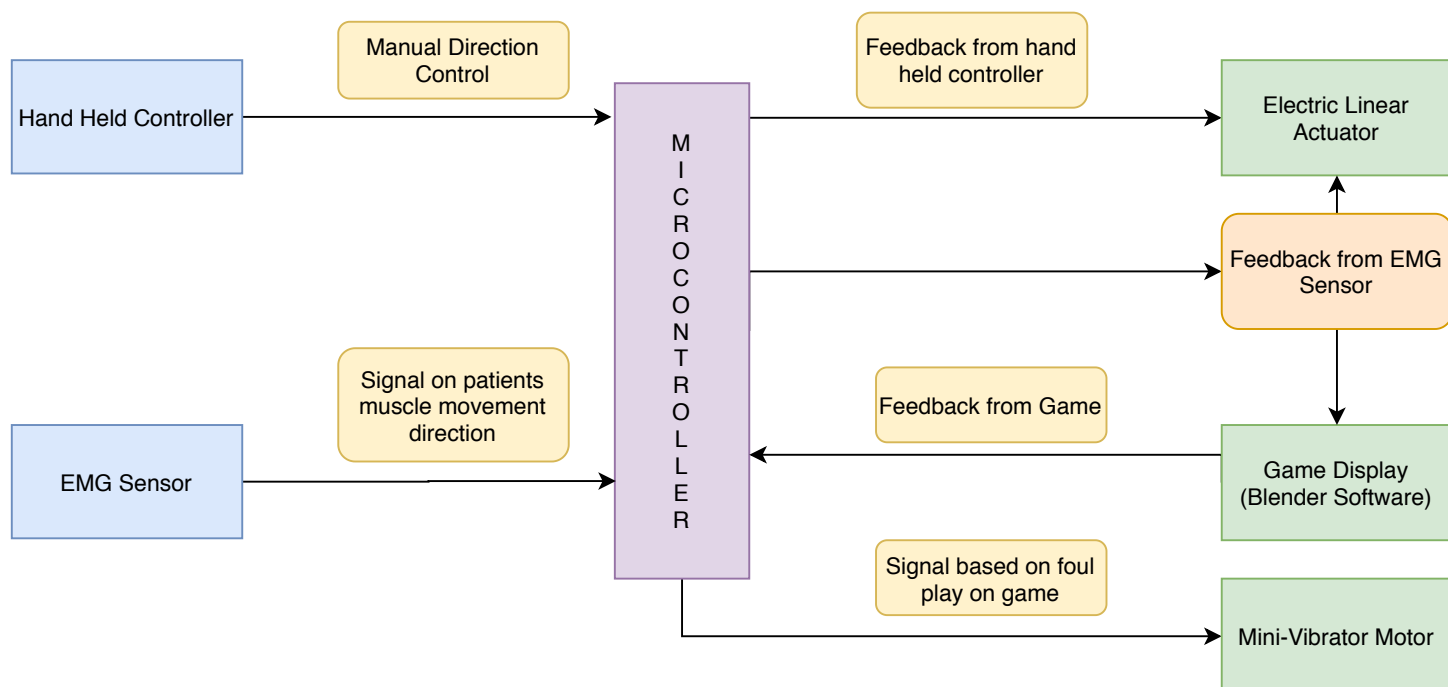 Manual Direction
Control
Feedback from hand
held controller
Hand Held Controller
Electric Linear
Actuator
M
I
C
R
O
C
O
N
T
R
O
L
L
E
R
Feedback from EMG
Sensor
Signal on patients
muscle movement
direction
Feedback from Game
EMG Sensor
Game Display
(Blender Software)
Signal based on foul
play on game
Mini-Vibrator Motor